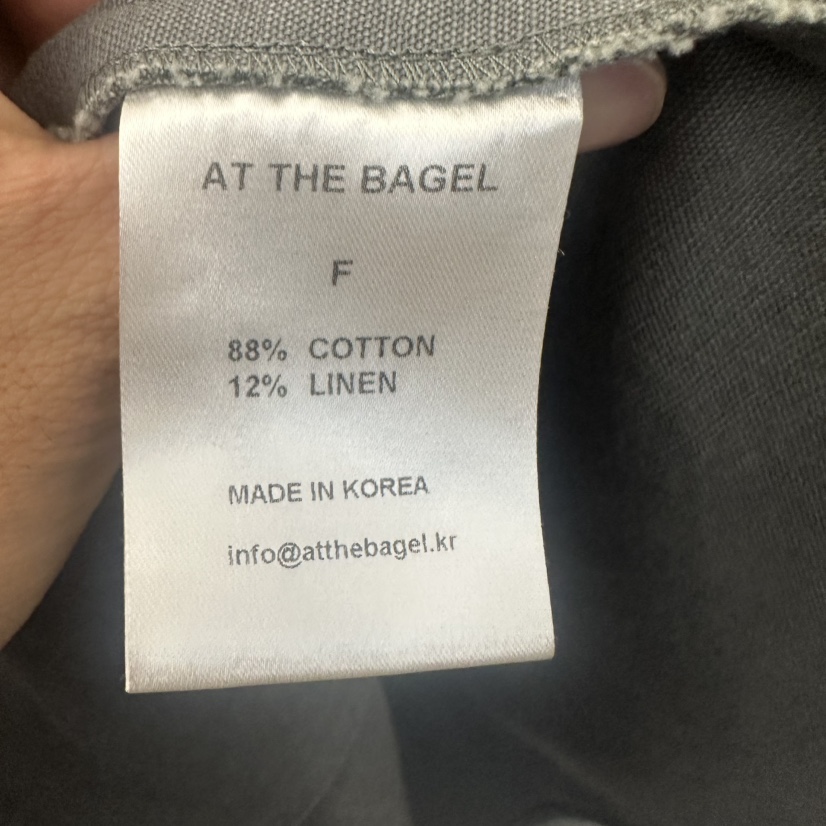 AT THE BAGEL
F
88% COTTON
12% LINEN
MADE IN KOREA
info@atthebagel.kr